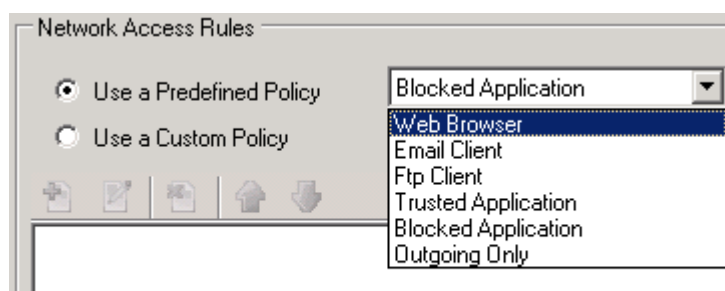 Network Access Rules
Use a Predefined Policy
Blocked Application
Use a Custom Policy
Web Browser
Email Client
Ftp Client
Trusted Application
Blocked Application
Outgoing Only